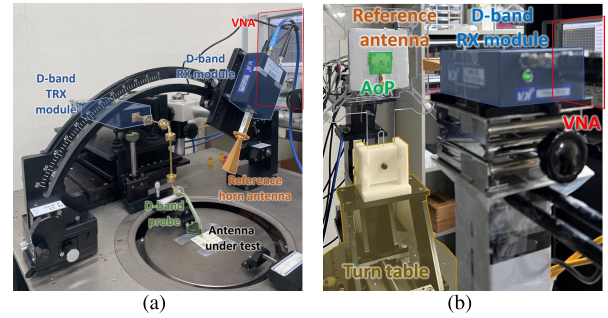 VNA
D-band
RX module
D-band
TRX
module
Reference
horn antenna
D-band
probe
Antenna
under test
(a)
Reference
antenna
D-band
RX module
AoP
VNA
Turn table
(b)